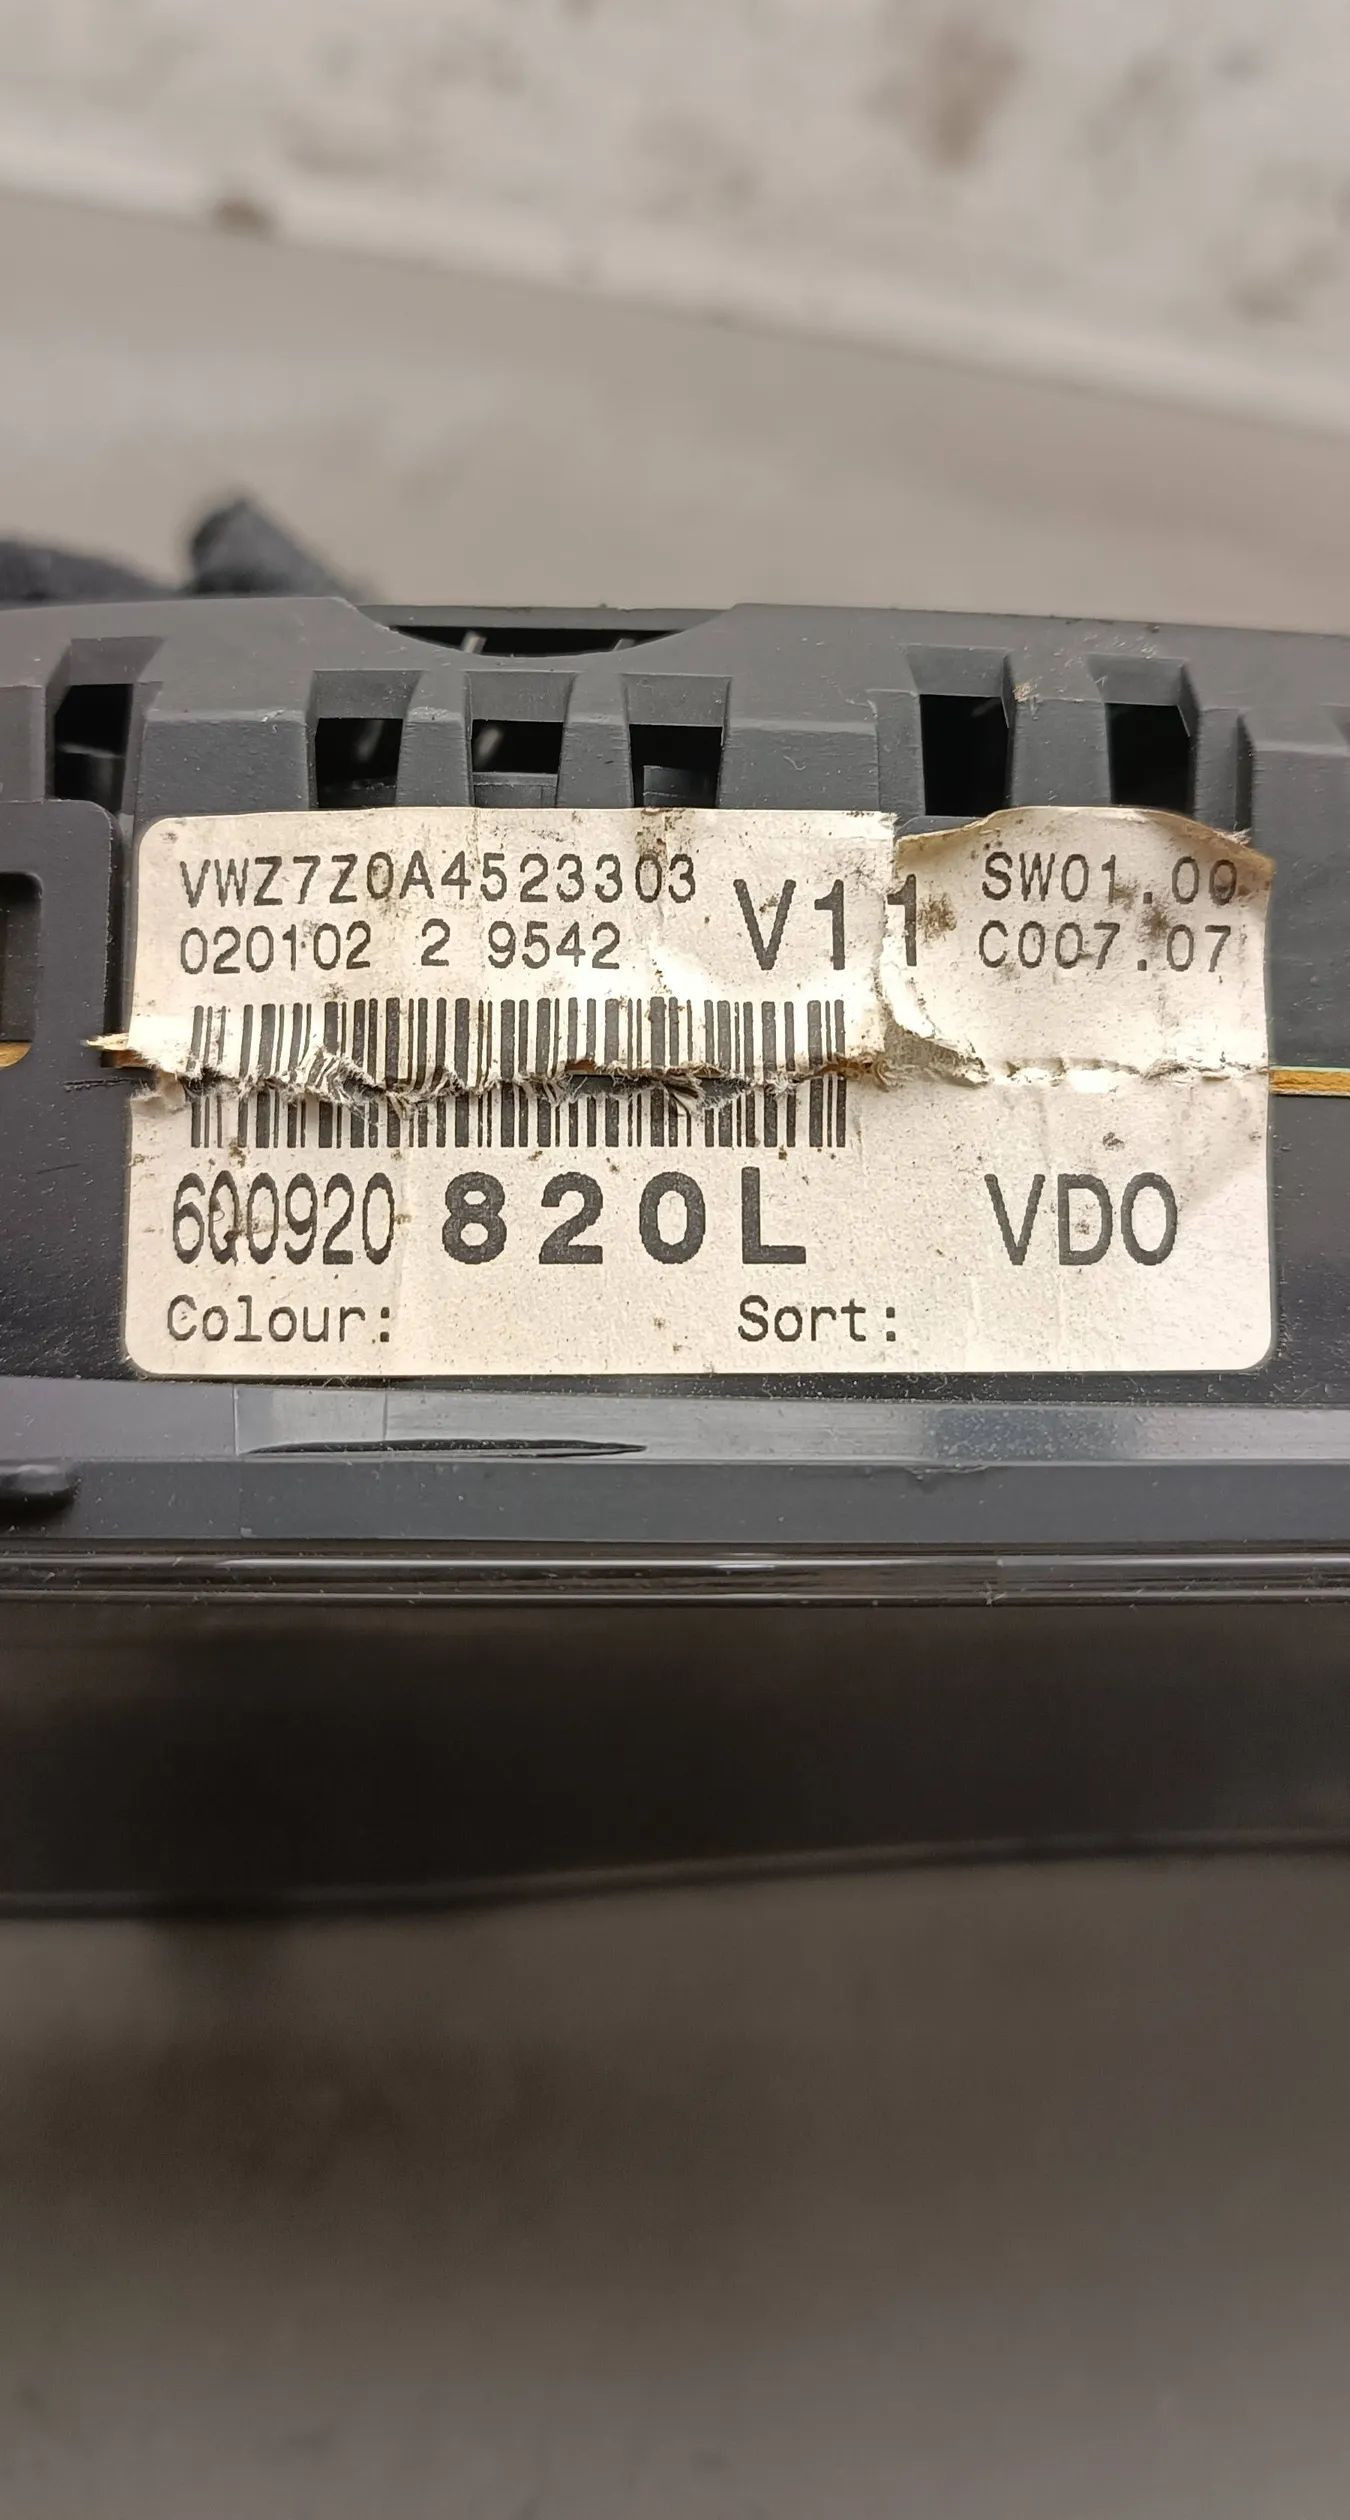 VWZ7Z0A4523303
020102 2 9542
V11
SW01.00
C007.07
6Q0920 820L VDO
Colour: Sort: